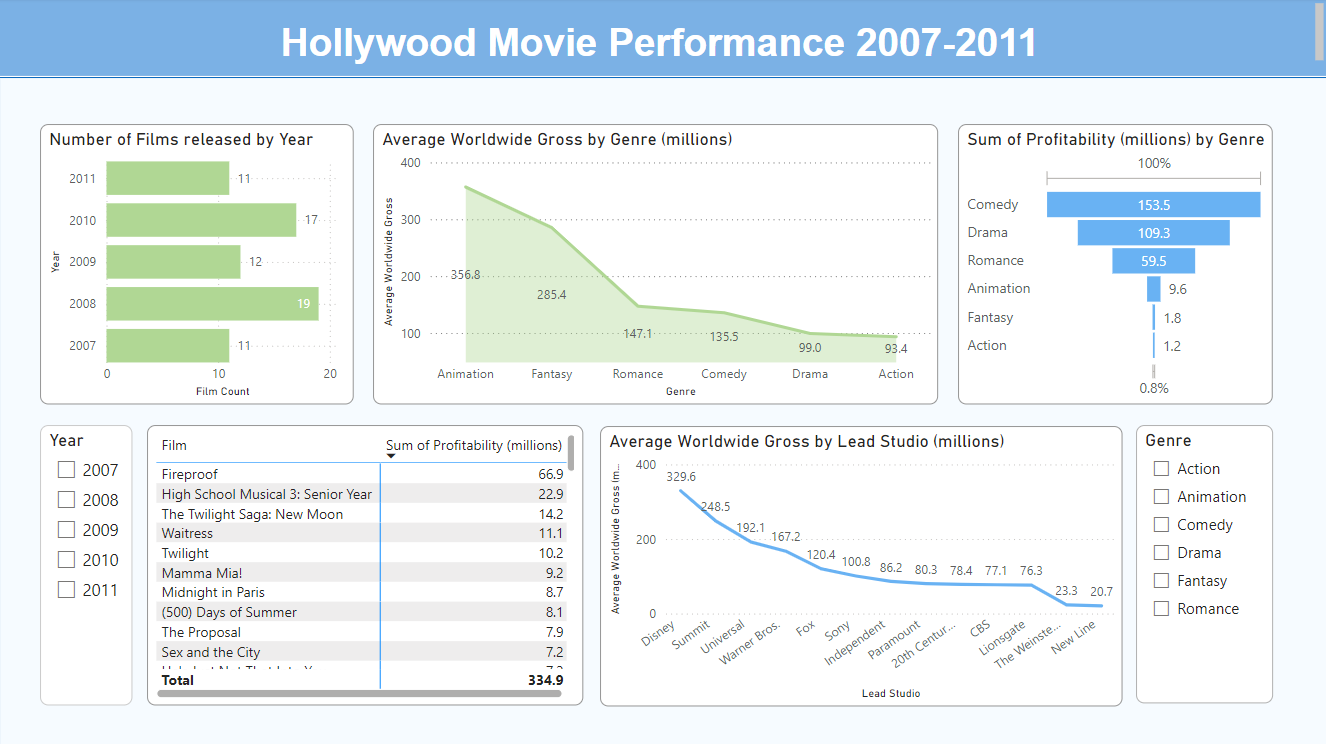 Hollywood Movie Performance 2007-2011
Number of Films released by Year
2011 11
2010 17
2009 12
2008 19
2007 11
0 10 20
Film Count
Year
Average Worldwide Gross by Genre (millions)
400
300
200
100
Average Worldwide Gross
356.8
285.4
147.1
135.5
99.0
93.4
Animation Fantasy Romance Comedy Drama Action
Genre
Sum of Profitability (millions) by Genre
100%
Comedy 153.5
Drama 109.3
Romance 59.5
Animation 9.6
Fantasy 1.8
Action 1.2
0.8%
Year
2007
2008
2009
2010
2011
Film Sum of Profitability (millions)
Fireproof 66.9
High School Musical 3: Senior Year 22.9
The Twilight Saga: New Moon 14.2
Waitress 11.1
Twilight 10.2
Mamma Mia! 9.2
Midnight in Paris 8.7
(500) Days of Summer 8.1
The Proposal 7.9
Sex and the City 7.2
Total 334.9
Average Worldwide Gross by Lead Studio (millions)
400
200
0
Average Worldwide Gross (m...
329.6
248.5
192.1
167.2
120.4
100.8
86.2
80.3
78.4
77.1
76.3
23.3
20.7
Disney
Summit
Universal
Warner Bros.
Fox
Sony
Independent
Paramount
20th Centur...
CBS
Lionsgate
The Weinste...
New Line
Lead Studio
Genre
Action
Animation
Comedy
Drama
Fantasy
Romance